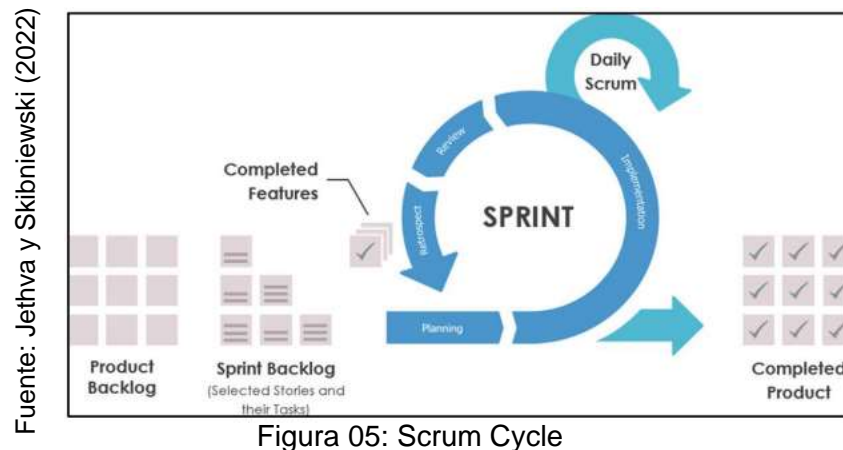 Fuente: Jethva y Skibniewski (2022)
Daily
Scrum
Review
Completed
Features
Implementation
SPRINT
Introspect
Planning
Product
Backlog
Sprint Backlog
(Selected Stories and
their Tasks)
Completed
Product
Figura 05: Scrum Cycle